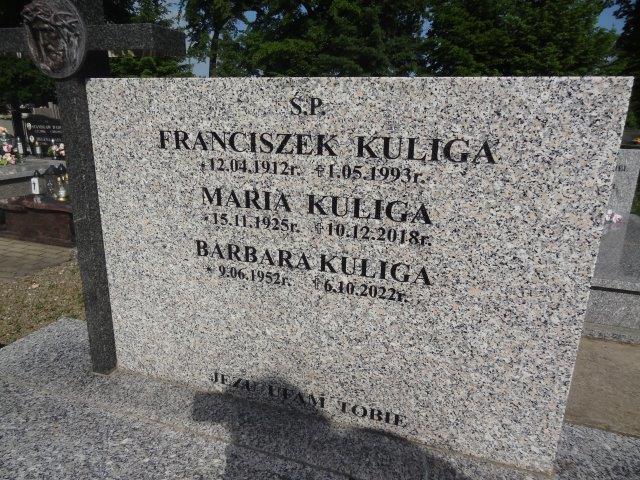 Ś.P.
FRANCISZEK KULIGA
*12.04.1912r. ✝1.05.1993r.
MARIA KULIGA
*15.11.1925r. ✝10.12.2018r.
BARBARA KULIGA
* 9.06.1952r. ✝6.10.2022r.
JEZU UFAM TOBIE